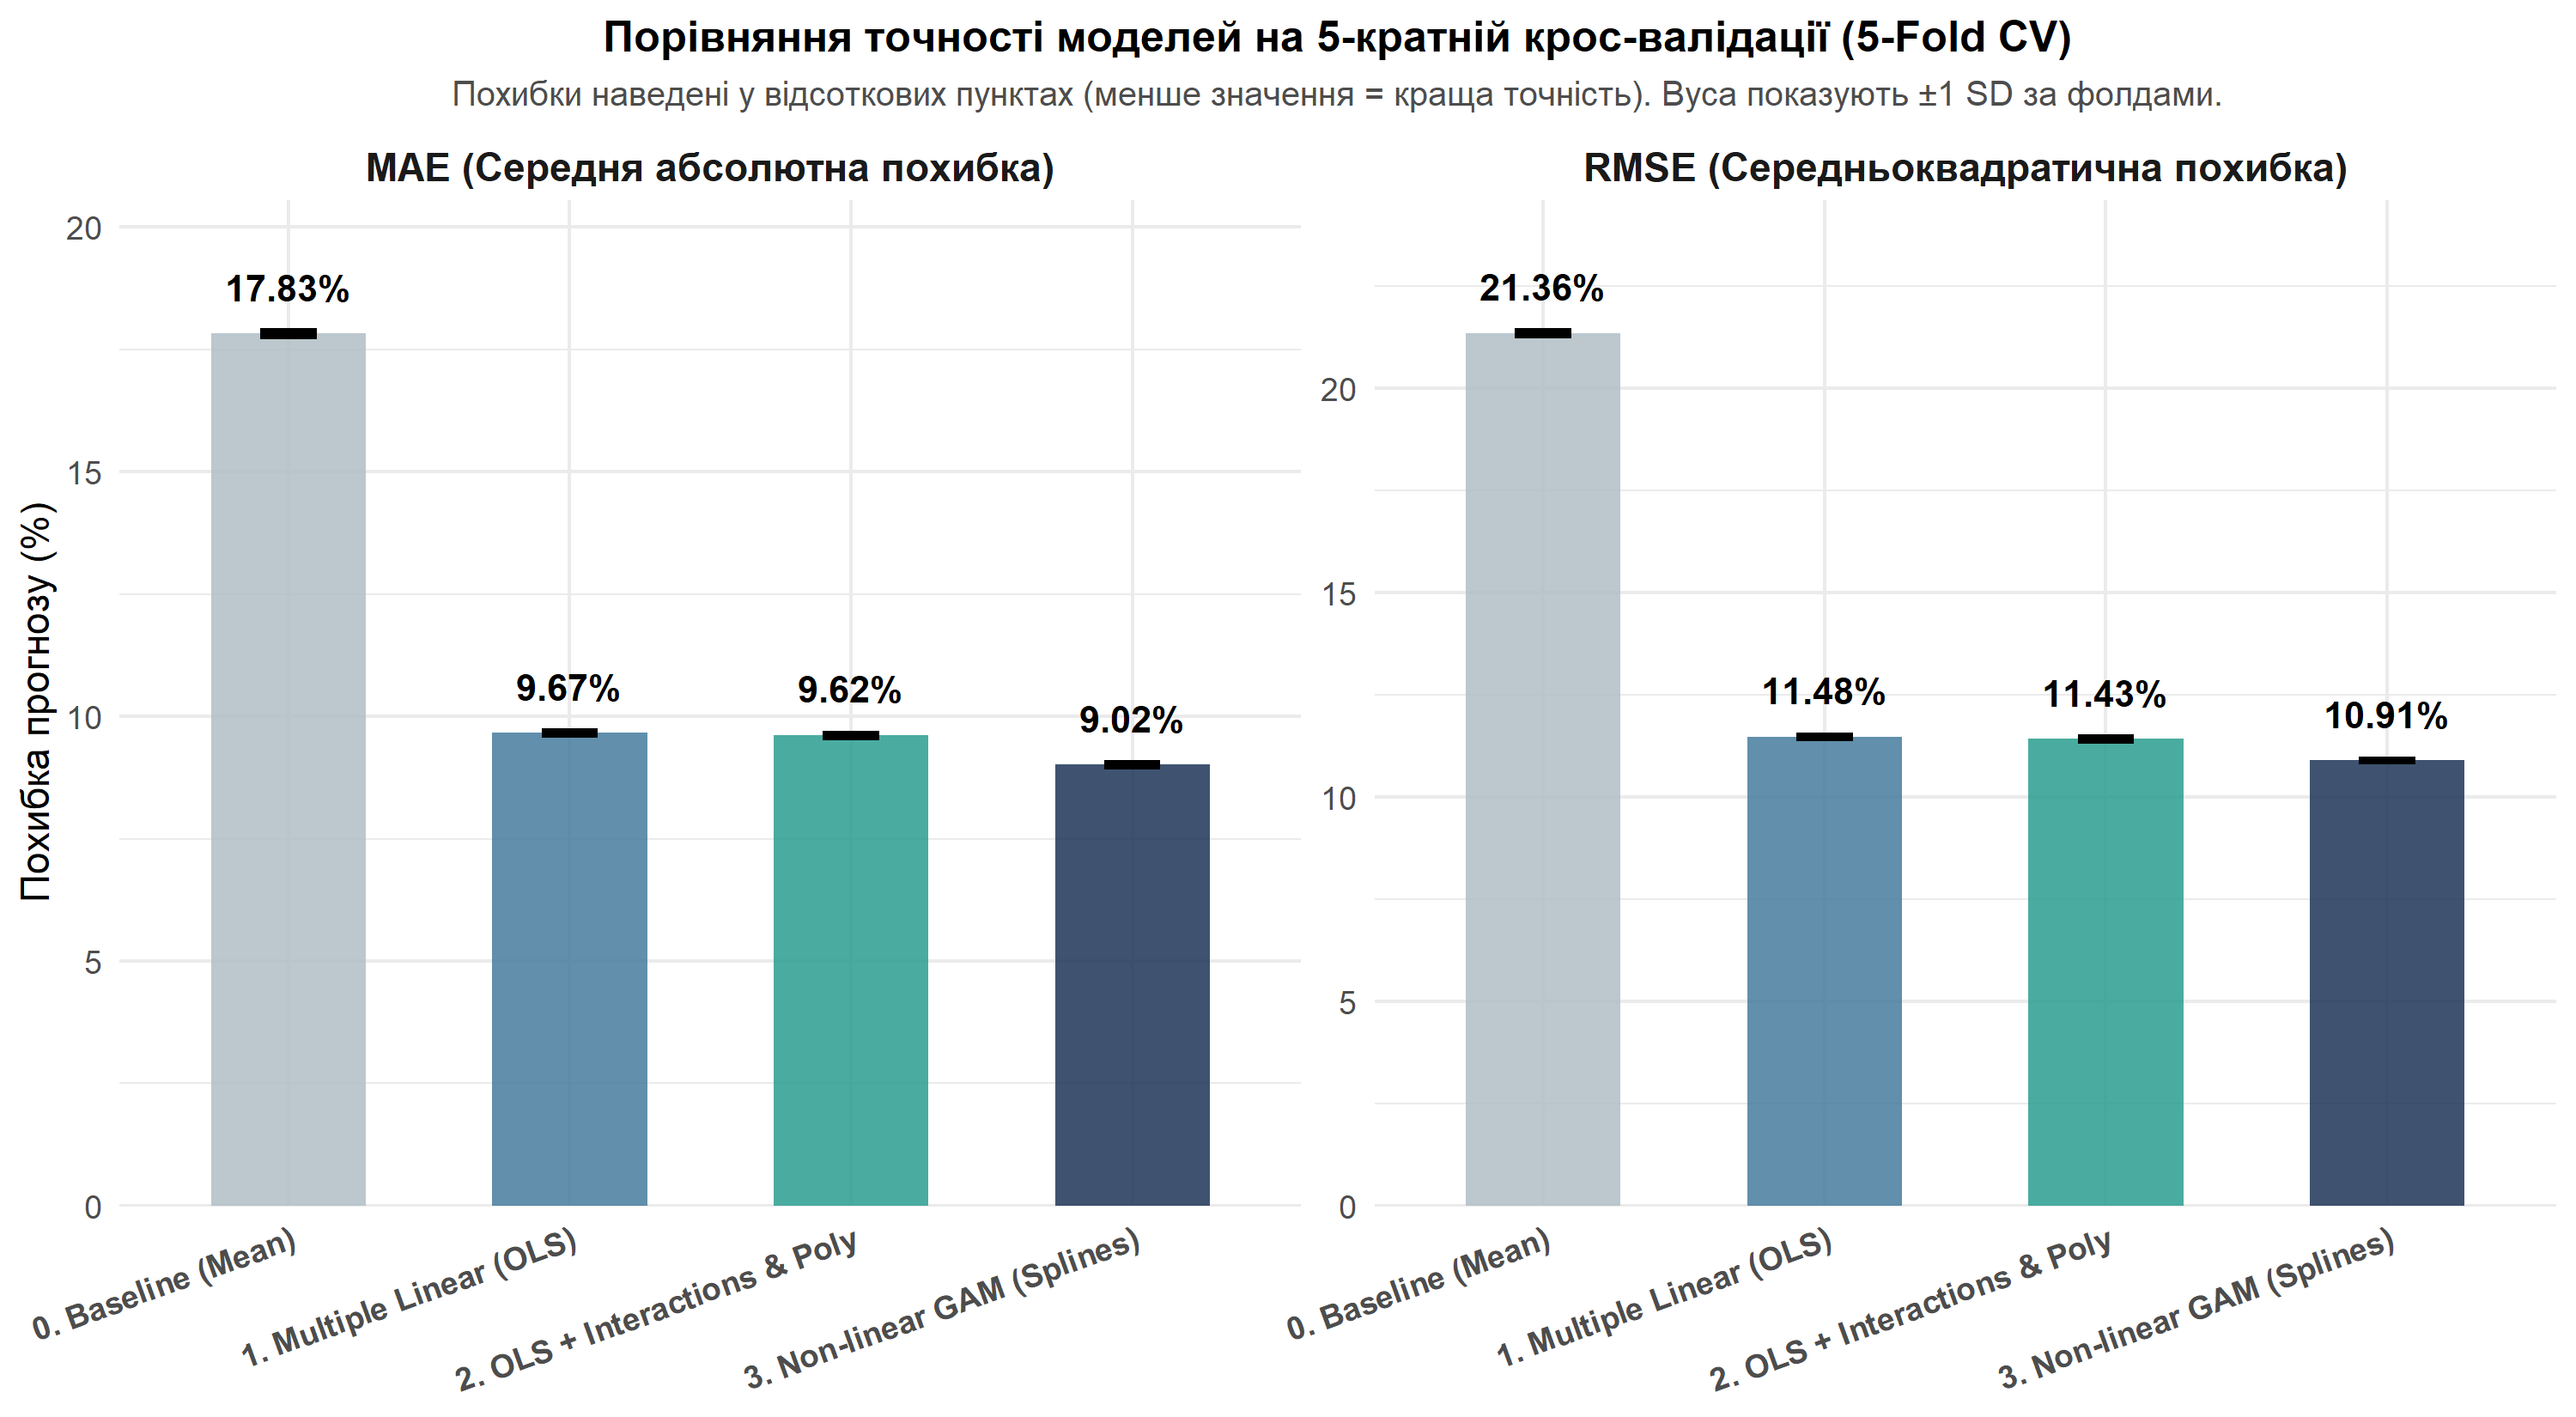 Порівняння точності моделей на 5-кратній крос-валідації (5-Fold CV)
Похибки наведені у відсоткових пунктах (менше значення = краща точність). Вуса показують ±1 SD за фолдами.
MAE (Середня абсолютна похибка)
Похибка прогнозу (%)
20
15
10
5
0
17.83%
9.67%
9.62%
9.02%
0. Baseline (Mean)
1. Multiple Linear (OLS)
2. OLS + Interactions & Poly
3. Non-linear GAM (Splines)
RMSE (Середньоквадратична похибка)
20
15
10
5
0
21.36%
11.48%
11.43%
10.91%
0. Baseline (Mean)
1. Multiple Linear (OLS)
2. OLS + Interactions & Poly
3. Non-linear GAM (Splines)